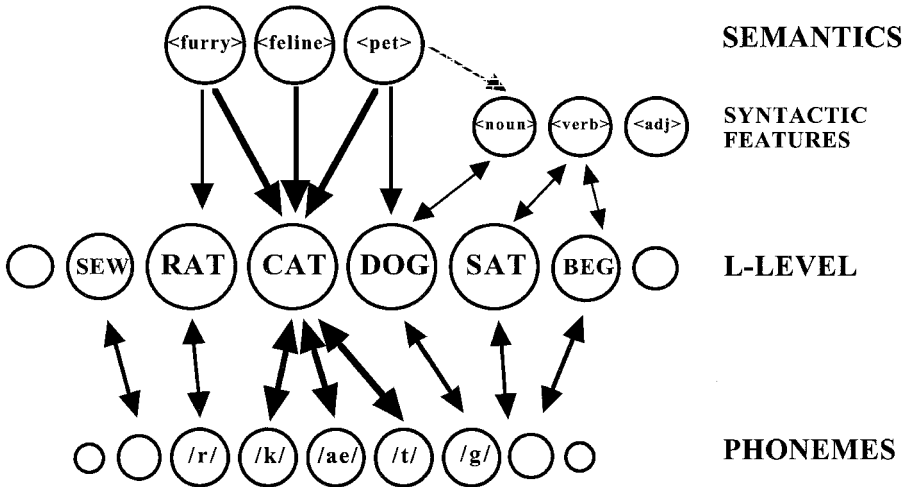 <furry> <feline> <pet> SEMANTICS
<noun> <verb> <adj> SYNTACTIC
FEATURES
SEW RAT CAT DOG SAT BEG L-LEVEL
/r/ /k/ /ae/ /t/ /g/ PHONEMES